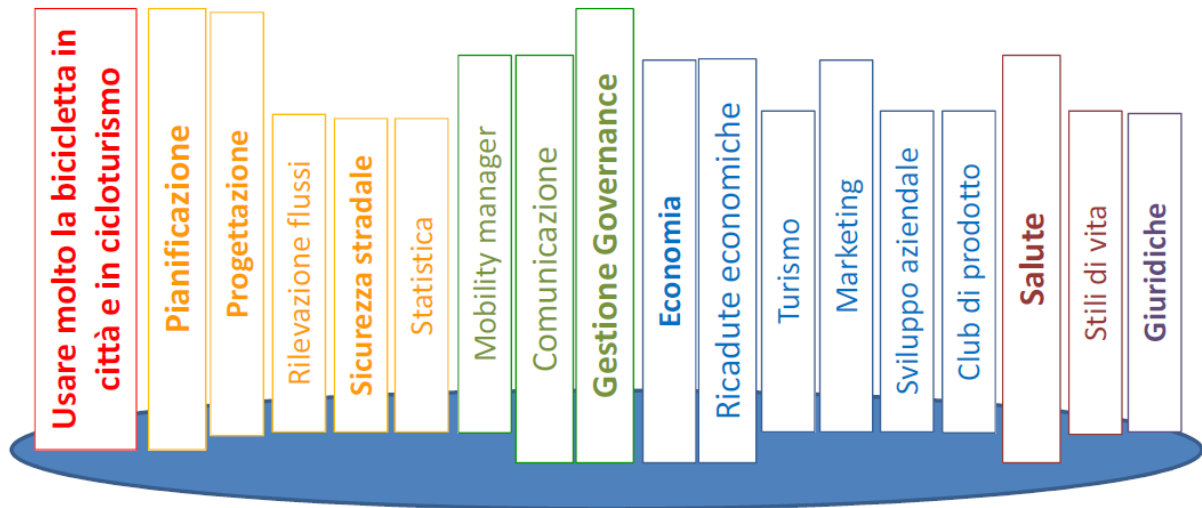 Usare molto la bicicletta in
città e in cicloturismo
Pianificazione
Progettazione
Rilevazione flussi
Sicurezza stradale
Statistica
Mobility manager
Comunicazione
Gestione Governance
Economia
Ricadute economiche
Turismo
Marketing
Sviluppo aziendale
Club di prodotto
Salute
Stili di vita
Giuridiche